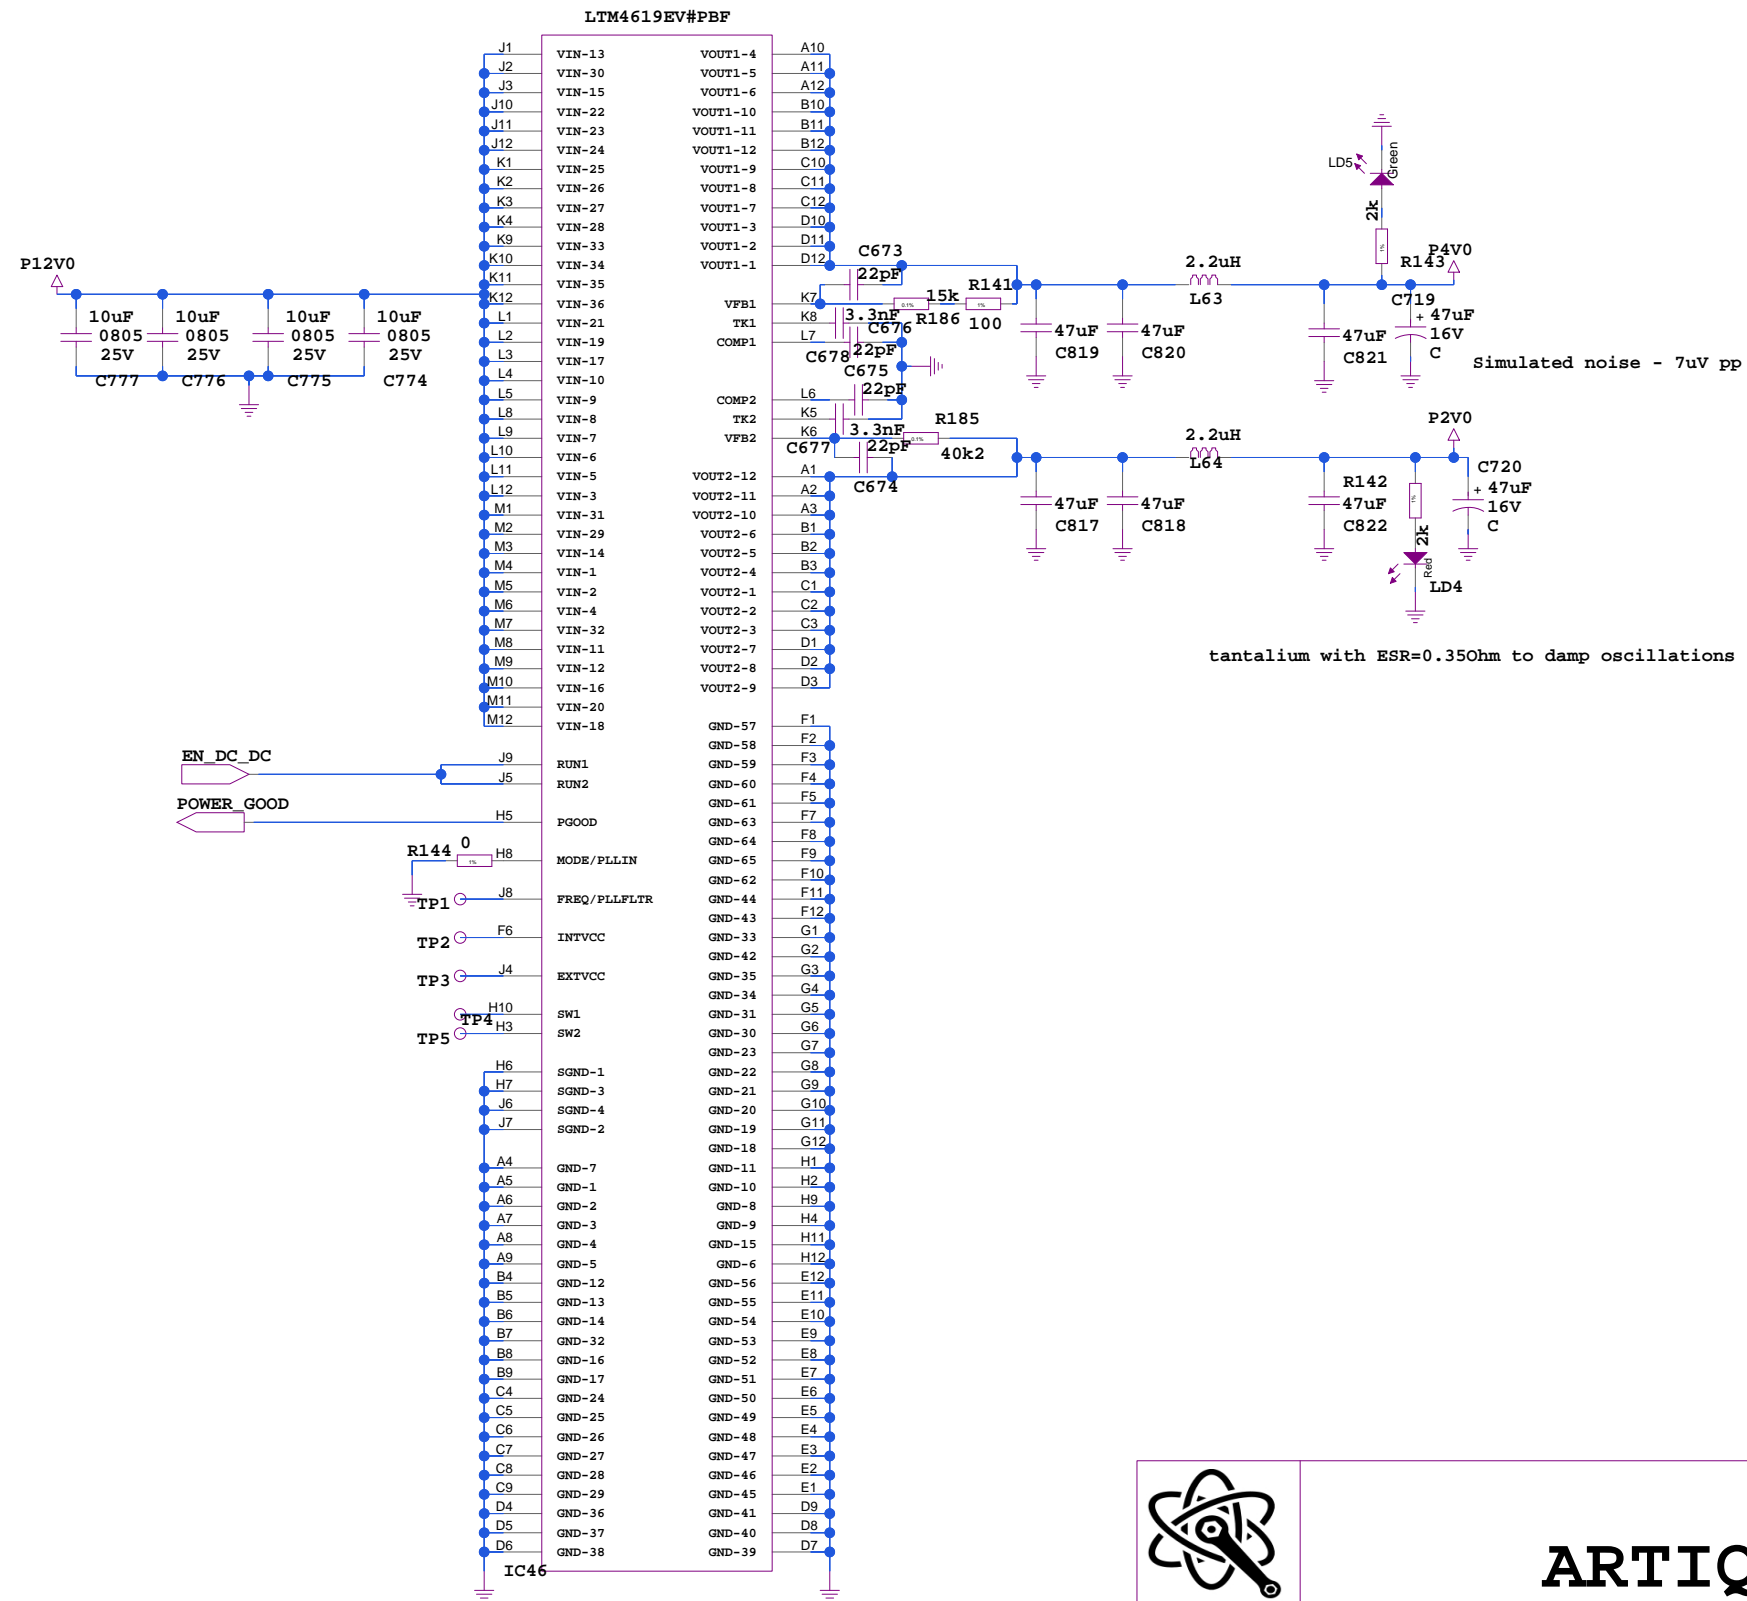 LTM4619EV#PBF
J1 VIN-13 VOUT1-4 A10
J2 VIN-30 VOUT1-5 A11
J3 VIN-15 VOUT1-6 A12
J10 VIN-22 VOUT1-10 B10
J11 VIN-23 VOUT1-11 B11
J12 VIN-24 VOUT1-12 B12
K1 VIN-25 VOUT1-9 C10
K2 VIN-26 VOUT1-8 C11
K3 VIN-27 VOUT1-7 C12
K4 VIN-28 VOUT1-3 D10
K9 VIN-33 VOUT1-2 D11
K10 VIN-34 VOUT1-1 D12
K11 VIN-35
K12 VIN-36 VFB1 K7
L1 VIN-21 TK1 K8
L2 VIN-19 COMP1 L7
L3 VIN-17
L4 VIN-10
L5 VIN-9 COMP2 L6
L8 VIN-8 TK2 K5
L9 VIN-7 VFB2 K6
L10 VIN-6
L11 VIN-5 VOUT2-12 A1
L12 VIN-3 VOUT2-11 A2
M1 VIN-31 VOUT2-10 A3
M2 VIN-29 VOUT2-6 B1
M3 VIN-14 VOUT2-5 B2
M4 VIN-1 VOUT2-4 B3
M5 VIN-2 VOUT2-1 C1
M6 VIN-4 VOUT2-2 C2
M7 VIN-32 VOUT2-3 C3
M8 VIN-11 VOUT2-7 D1
M9 VIN-12 VOUT2-8 D2
M10 VIN-16 VOUT2-9 D3
M11 VIN-20
M12 VIN-18 GND-57 F1
GND-58 F2
J9 RUN1 GND-59 F3
J5 RUN2 GND-60 F4
GND-61 F5
H5 PGOOD GND-63 F7
GND-64 F8
H8 MODE/PLLIN GND-65 F9
GND-62 F10
J8 FREQ/PLLFLTR GND-44 F11
GND-43 F12
F6 INTVCC GND-33 G1
GND-42 G2
J4 EXTVCC GND-35 G3
GND-34 G4
H10 SW1 GND-31 G5
H3 SW2 GND-30 G6
GND-23 G7
H6 SGND-1 GND-22 G8
H7 SGND-3 GND-21 G9
J6 SGND-4 GND-20 G10
J7 SGND-2 GND-19 G11
GND-18 G12
A4 GND-7 GND-11 H1
A5 GND-1 GND-10 H2
A6 GND-2 GND-8 H9
A7 GND-3 GND-9 H4
A8 GND-4 GND-15 H11
A9 GND-5 GND-6 H12
B4 GND-12 GND-56 E12
B5 GND-13 GND-55 E11
B6 GND-14 GND-54 E10
B7 GND-32 GND-53 E9
B8 GND-16 GND-52 E8
B9 GND-17 GND-51 E7
C4 GND-24 GND-50 E6
C5 GND-25 GND-49 E5
C6 GND-26 GND-48 E4
C7 GND-27 GND-47 E3
C8 GND-28 GND-46 E2
C9 GND-29 GND-45 E1
D4 GND-36 GND-41 D9
D5 GND-37 GND-40 D8
D6 GND-38 GND-39 D7
IC46
P12V0
10uF 10uF 10uF 10uF
0805 0805 0805 0805
25V 25V 25V 25V
C777 C776 C775 C774
EN_DC_DC
POWER_GOOD
R144 0 1%
TP1
TP2
TP3
TP4
TP5
C673
22pF
15k R141
0.1% 1%
3.3nF R186 100
C676
C678 22pF
C675
22pF
R185
3.3nF 0.1%
C677 22pF 40k2
C674
LD5 Green
2k
1%
R143 P4V0
2.2uH
L63
C719
47uF 47uF 47uF + 47uF
C819 C820 C821 16V
C
Simulated noise - 7uV pp
P2V0
2.2uH
L64
R142 C720
1% + 47uF
47uF 47uF 47uF 16V
C817 C818 C822 C
2k
Red
LD4
tantalium with ESR=0.35Ohm to damp oscillations
ARTIQ